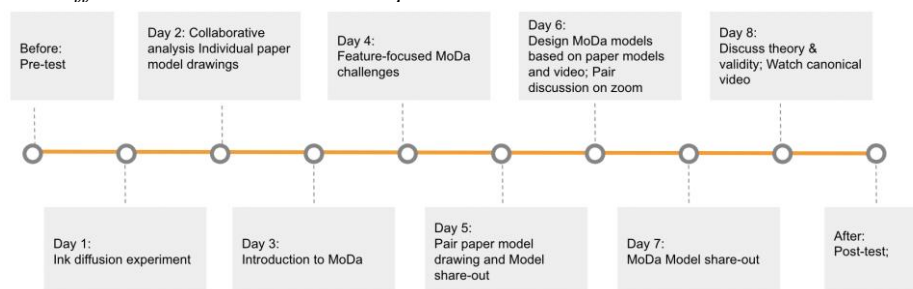 Before:
Pre-test
Day 2: Collaborative
analysis Individual paper
model drawings
Day 4:
Feature-focused MoDa
challenges
Day 6:
Design MoDa models
based on paper models
and video; Pair
discussion on zoom
Day 8:
Discuss theory &
validity; Watch canonical
video
Day 1:
Ink diffusion experiment
Day 3:
Introduction to MoDa
Day 5:
Pair paper model
drawing and Model
share-out
Day 7:
MoDa Model share-out
After:
Post-test;